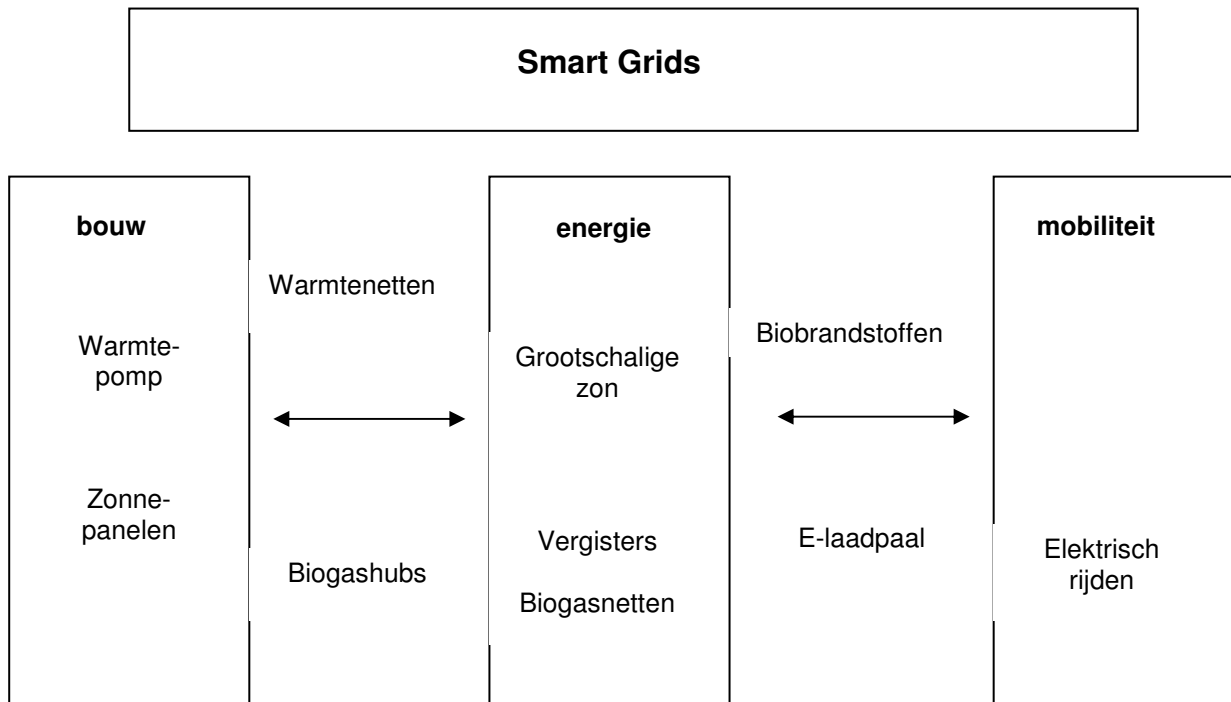 Smart Grids
bouw
Warmte-
pomp
Zonne-
panelen
Warmtenetten
Biogashubs
energie
Grootschalige
zon
Vergisters
Biogasnetten
Biobrandstoffen
E-laadpaal
mobiliteit
Elektrisch
rijden